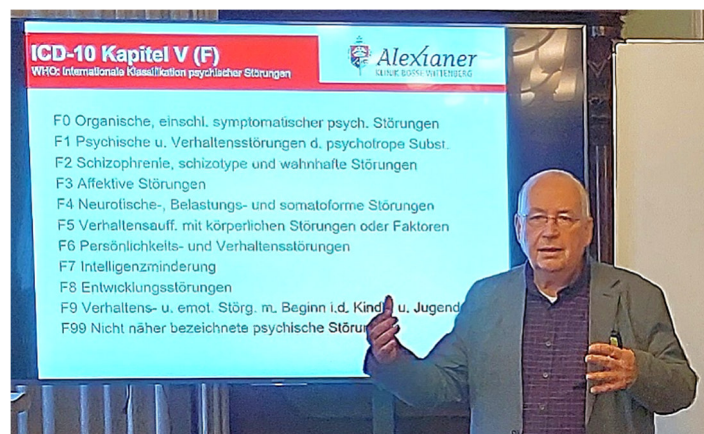 ICD-10 Kapitel V (F)
WHO: Internationale Klassifikation psychischer Störungen
Alexianer
KLINIK BOSSE WITTENBERG
F0 Organische, einschl. symptomatischer psych. Störungen
F1 Psychische u. Verhaltensstörungen d. psychotrope Subst.
F2 Schizophrenie, schizotype und wahnhafte Störungen
F3 Affektive Störungen
F4 Neurotische-, Belastungs- und somatoforme Störungen
F5 Verhaltensauff. mit körperlichen Störungen oder Faktoren
F6 Persönlichkeits- und Verhaltensstörungen
F7 Intelligenzminderung
F8 Entwicklungsstörungen
F9 Verhaltens- u. emot. Störg. m. Beginn i.d. Kindh. u. Jugend
F99 Nicht näher bezeichnete psychische Störun